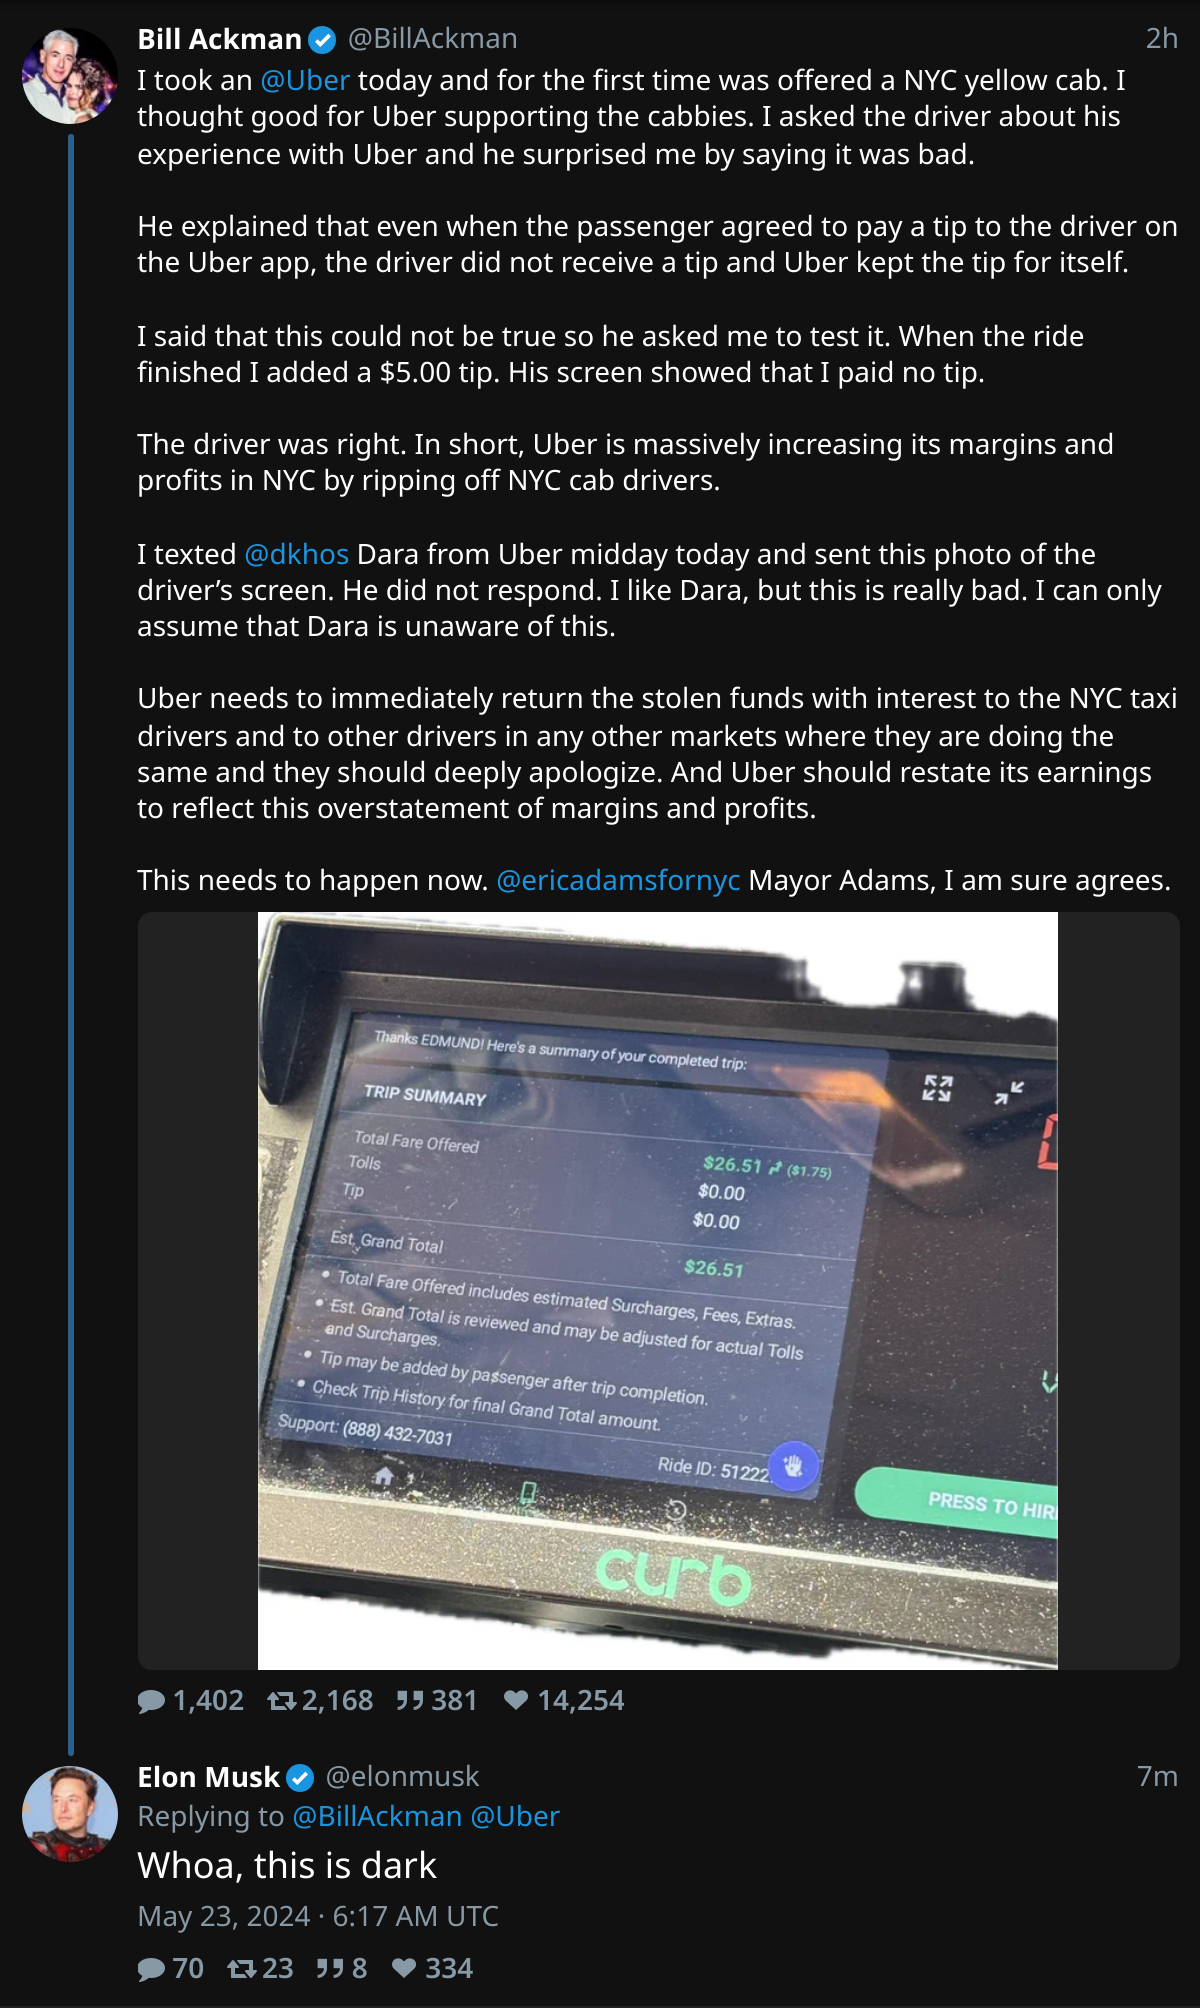 Bill Ackman @BillAckman 2h
I took an @Uber today and for the first time was offered a NYC yellow cab. I
thought good for Uber supporting the cabbies. I asked the driver about his
experience with Uber and he surprised me by saying it was bad.
He explained that even when the passenger agreed to pay a tip to the driver on
the Uber app, the driver did not receive a tip and Uber kept the tip for itself.
I said that this could not be true so he asked me to test it. When the ride
finished I added a $5.00 tip. His screen showed that I paid no tip.
The driver was right. In short, Uber is massively increasing its margins and
profits in NYC by ripping off NYC cab drivers.
I texted @dkhos Dara from Uber midday today and sent this photo of the
driver’s screen. He did not respond. I like Dara, but this is really bad. I can only
assume that Dara is unaware of this.
Uber needs to immediately return the stolen funds with interest to the NYC taxi
drivers and to other drivers in any other markets where they are doing the
same and they should deeply apologize. And Uber should restate its earnings
to reflect this overstatement of margins and profits.
This needs to happen now. @ericadamsfornyc Mayor Adams, I am sure agrees.
Thanks EDMUND! Here's a summary of your completed trip:
TRIP SUMMARY
Total Fare Offered $26.51 ($1.75)
Tolls $0.00
Tip $0.00
Est. Grand Total $26.51
• Total Fare Offered includes estimated Surcharges, Fees, Extras.
• Est. Grand Total is reviewed and may be adjusted for actual Tolls
and Surcharges.
• Tip may be added by passenger after trip completion.
• Check Trip History for final Grand Total amount.
Support: (888) 432-7031
Ride ID: 51222
PRESS TO HIR
curb
1,402 2,168 381 14,254
Elon Musk @elonmusk 7m
Replying to @BillAckman @Uber
Whoa, this is dark
May 23, 2024 · 6:17 AM UTC
70 23 8 334